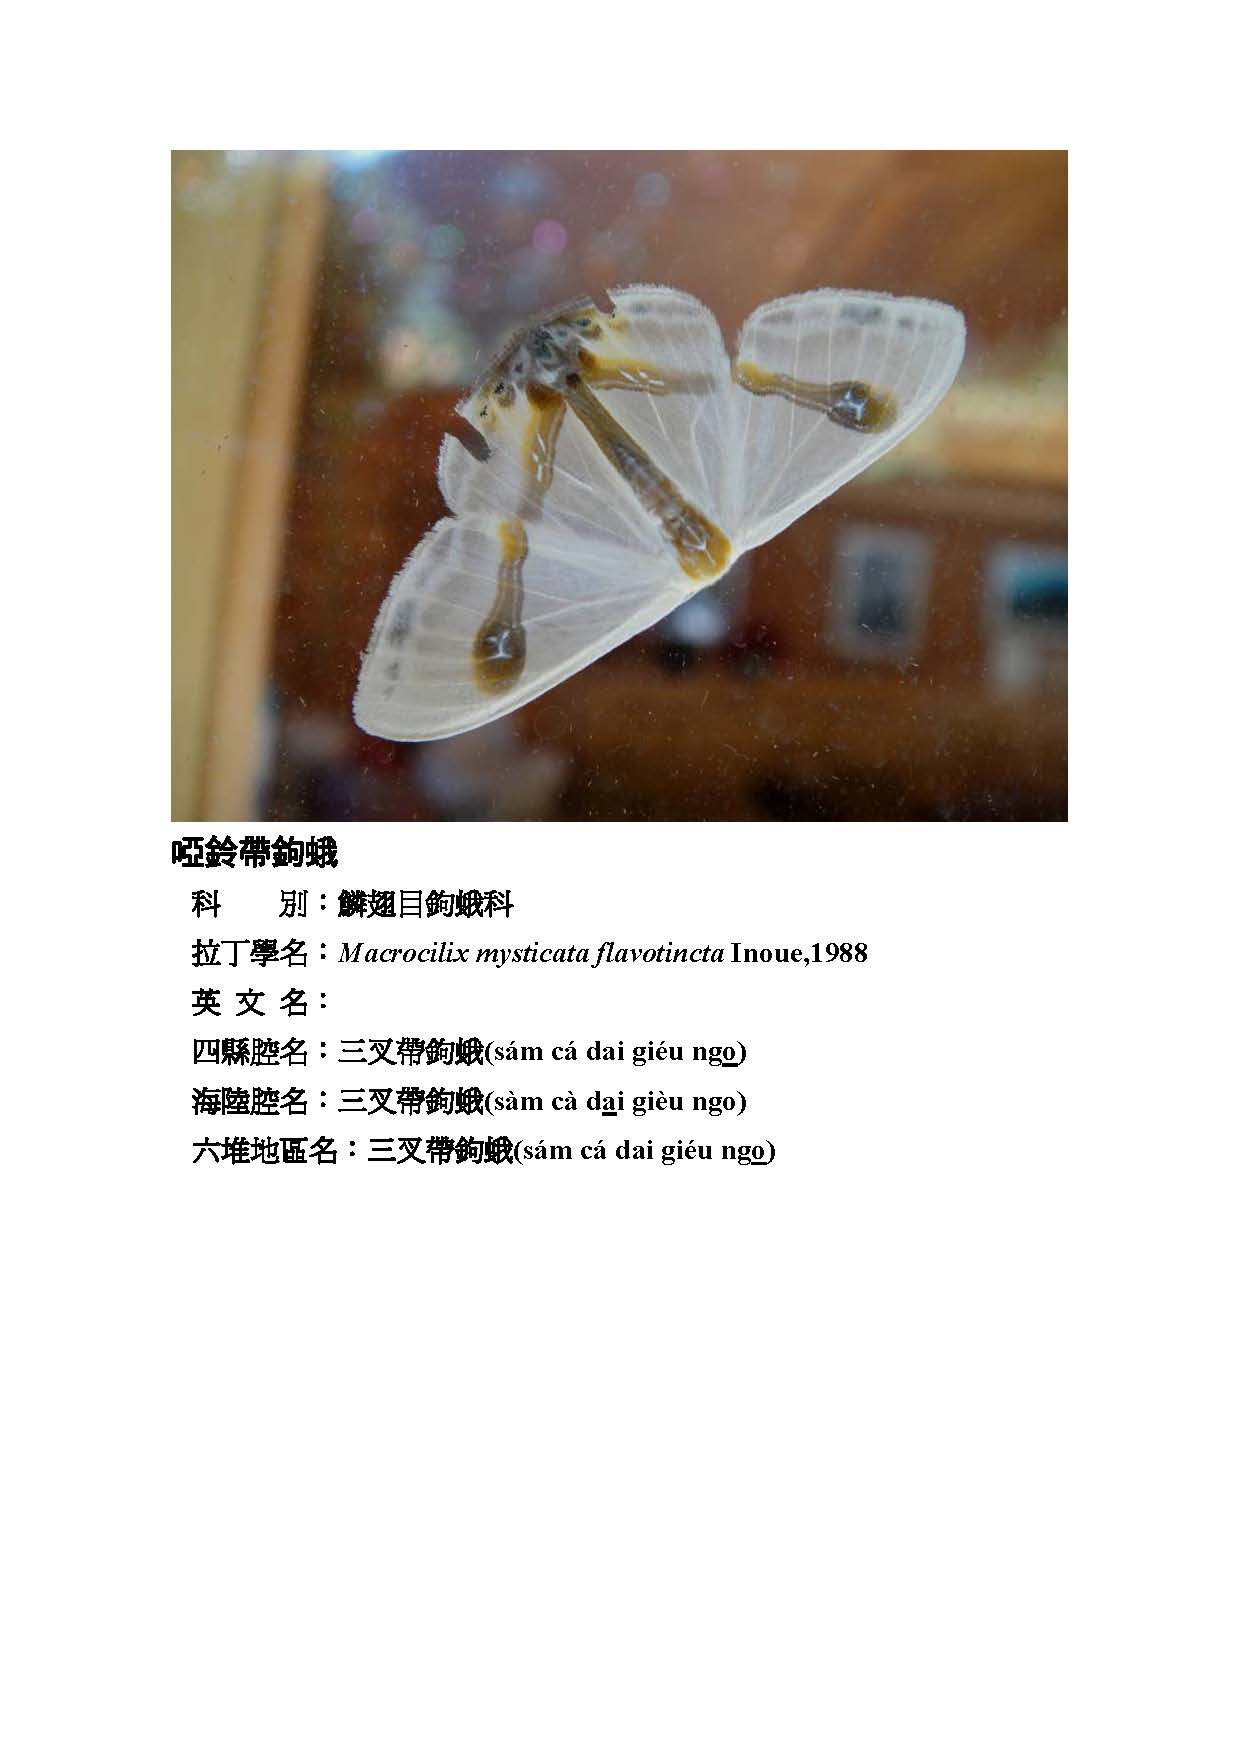 啞鈴帶鉤蛾
科　　別：鱗翅目鉤蛾科
拉丁學名：Macrocilix mysticata flavotincta Inoue,1988
英 文 名：
四縣腔名：三叉帶鉤蛾(sám cá dai giéu ngo)
海陸腔名：三叉帶鉤蛾(sàm cà dai gièu ngo)
六堆地區名：三叉帶鉤蛾(sám cá dai giéu ngo)